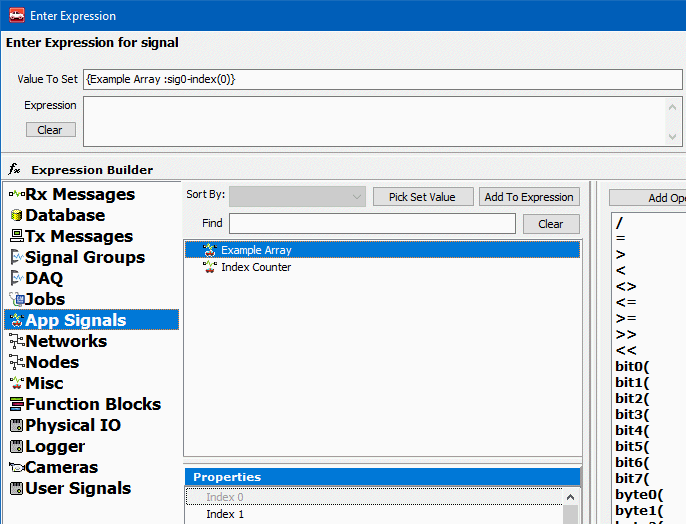 Enter Expression
Enter Expression for signal
Value To Set {Example Array :sig0-index(0)}
Expression
Clear
fx Expression Builder
Rx Messages
Database
Tx Messages
Signal Groups
DAQ
Jobs
App Signals
Networks
Nodes
Misc
Function Blocks
Physical IO
Logger
Cameras
User Signals
Sort By: Pick Set Value Add To Expression
Find Clear
Example Array
Index Counter
Properties
Index 0
Index 1
Add Ope
/
=
>
<
<>
<=
>=
>>
<<
bit0(
bit1(
bit2(
bit3(
bit4(
bit5(
bit6(
bit7(
byte0(
byte1(